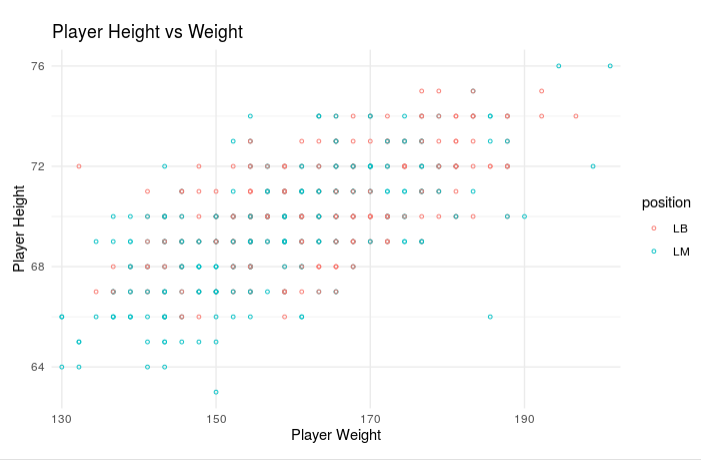 Player Height vs Weight
76
72
68
64
Player Height
130 150 170 190
Player Weight
position
LB
LM